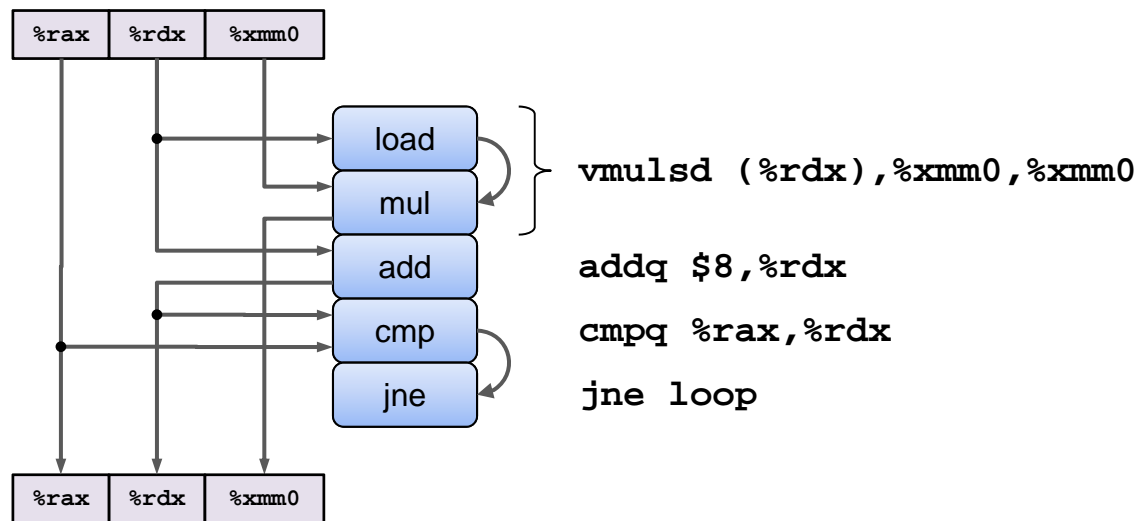 %rax %rdx %xmm0
load
mul
vmulsd (%rdx),%xmm0,%xmm0
add
addq $8,%rdx
cmp
cmpq %rax,%rdx
jne
jne loop
%rax %rdx %xmm0